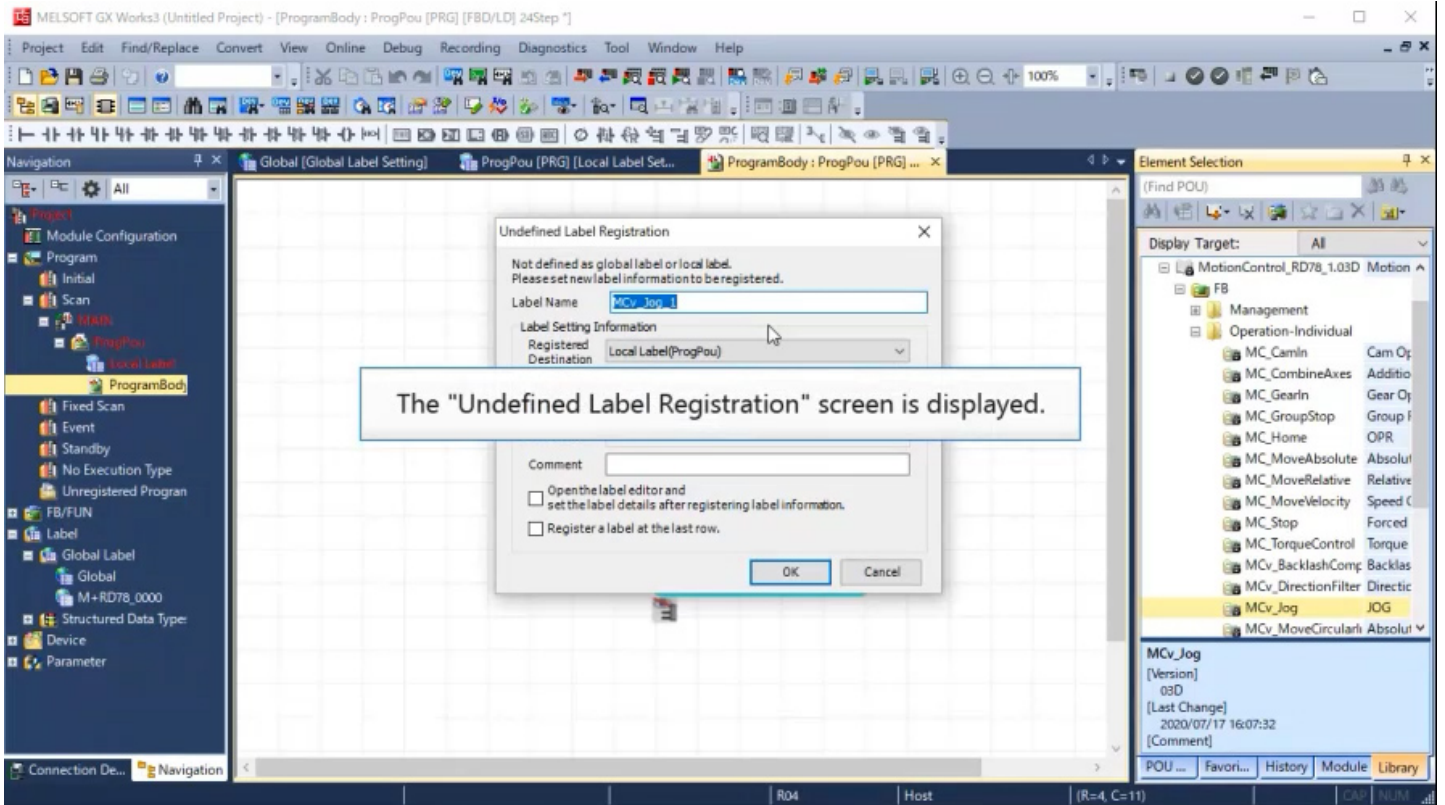 MELSOFT GX Works3 (Untitled Project) - [ProgramBody : ProgPou [PRG] [FBD/LD] 24Step *]
Project Edit Find/Replace Convert View Online Debug Recording Diagnostics Tool Window Help
100%
Navigation
All
Project
Module Configuration
Program
Initial
Scan
MAIN
ProgPou
Local Label
ProgramBody
Fixed Scan
Event
Standby
No Execution Type
Unregistered Program
FB/FUN
Label
Global Label
Global
M+RD78_0000
Structured Data Type
Device
Parameter
Connection De... Navigation
Global [Global Label Setting] ProgPou [PRG] [Local Label Set... ProgramBody : ProgPou [PRG] ...
Undefined Label Registration
Not defined as global label or local label.
Please set new label information to be registered.
Label Name MCv_Jog_1
Label Setting Information
Registered
Destination Local Label(ProgPou)
The "Undefined Label Registration" screen is displayed.
Comment
Open the label editor and
set the label details after registering label information.
Register a label at the last row.
OK Cancel
Element Selection
(Find POU)
Display Target: All
MotionControl_RD78_1.03D Motion
FB
Management
Operation-Individual
MC_CamIn Cam Op
MC_CombineAxes Additio
MC_GearIn Gear Op
MC_GroupStop Group F
MC_Home OPR
MC_MoveAbsolute Absolut
MC_MoveRelative Relative
MC_MoveVelocity Speed C
MC_Stop Forced
MC_TorqueControl Torque
MCv_BacklashComp Backlas
MCv_DirectionFilter Directic
MCv_Jog JOG
MCv_MoveCircularI Absolut
MCv_Jog
[Version]
03D
[Last Change]
2020/07/17 16:07:32
[Comment]
POU ... Favori... History Module Library
R04 Host (R=4, C=11) CAP NUM